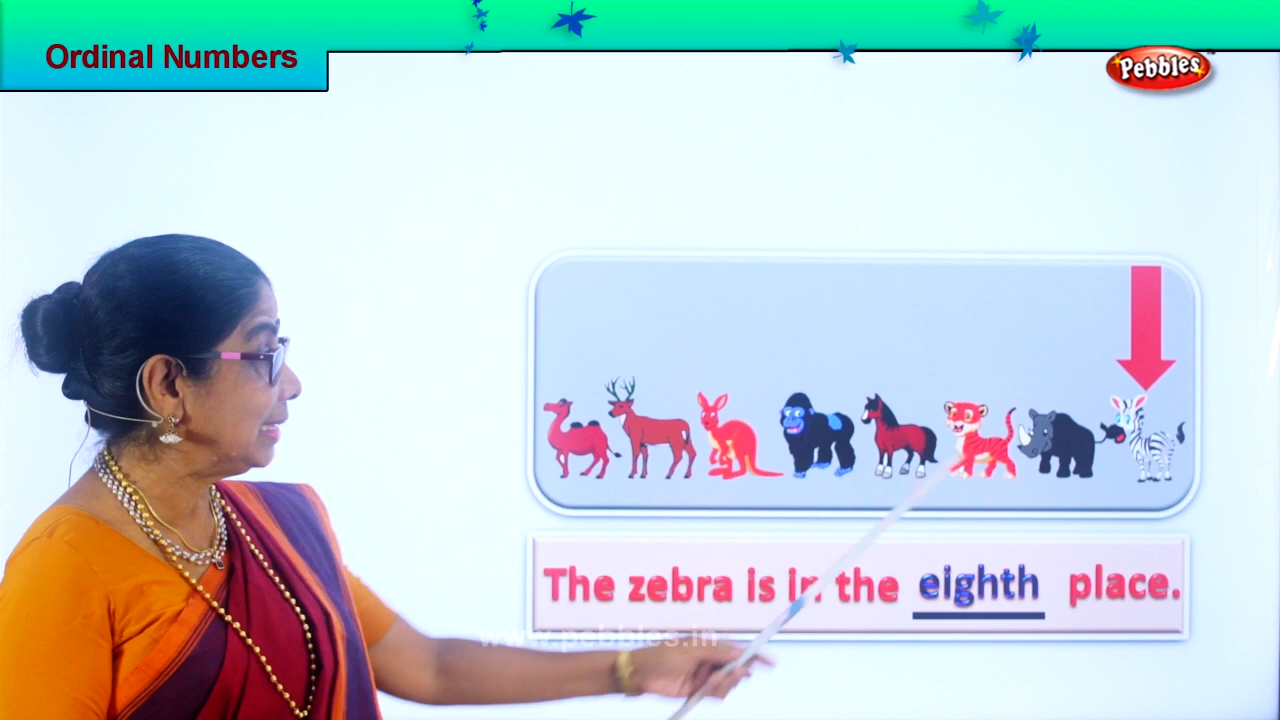 Ordinal Numbers
Pebbles
The zebra is in the eighth place.
www.pebbles.in